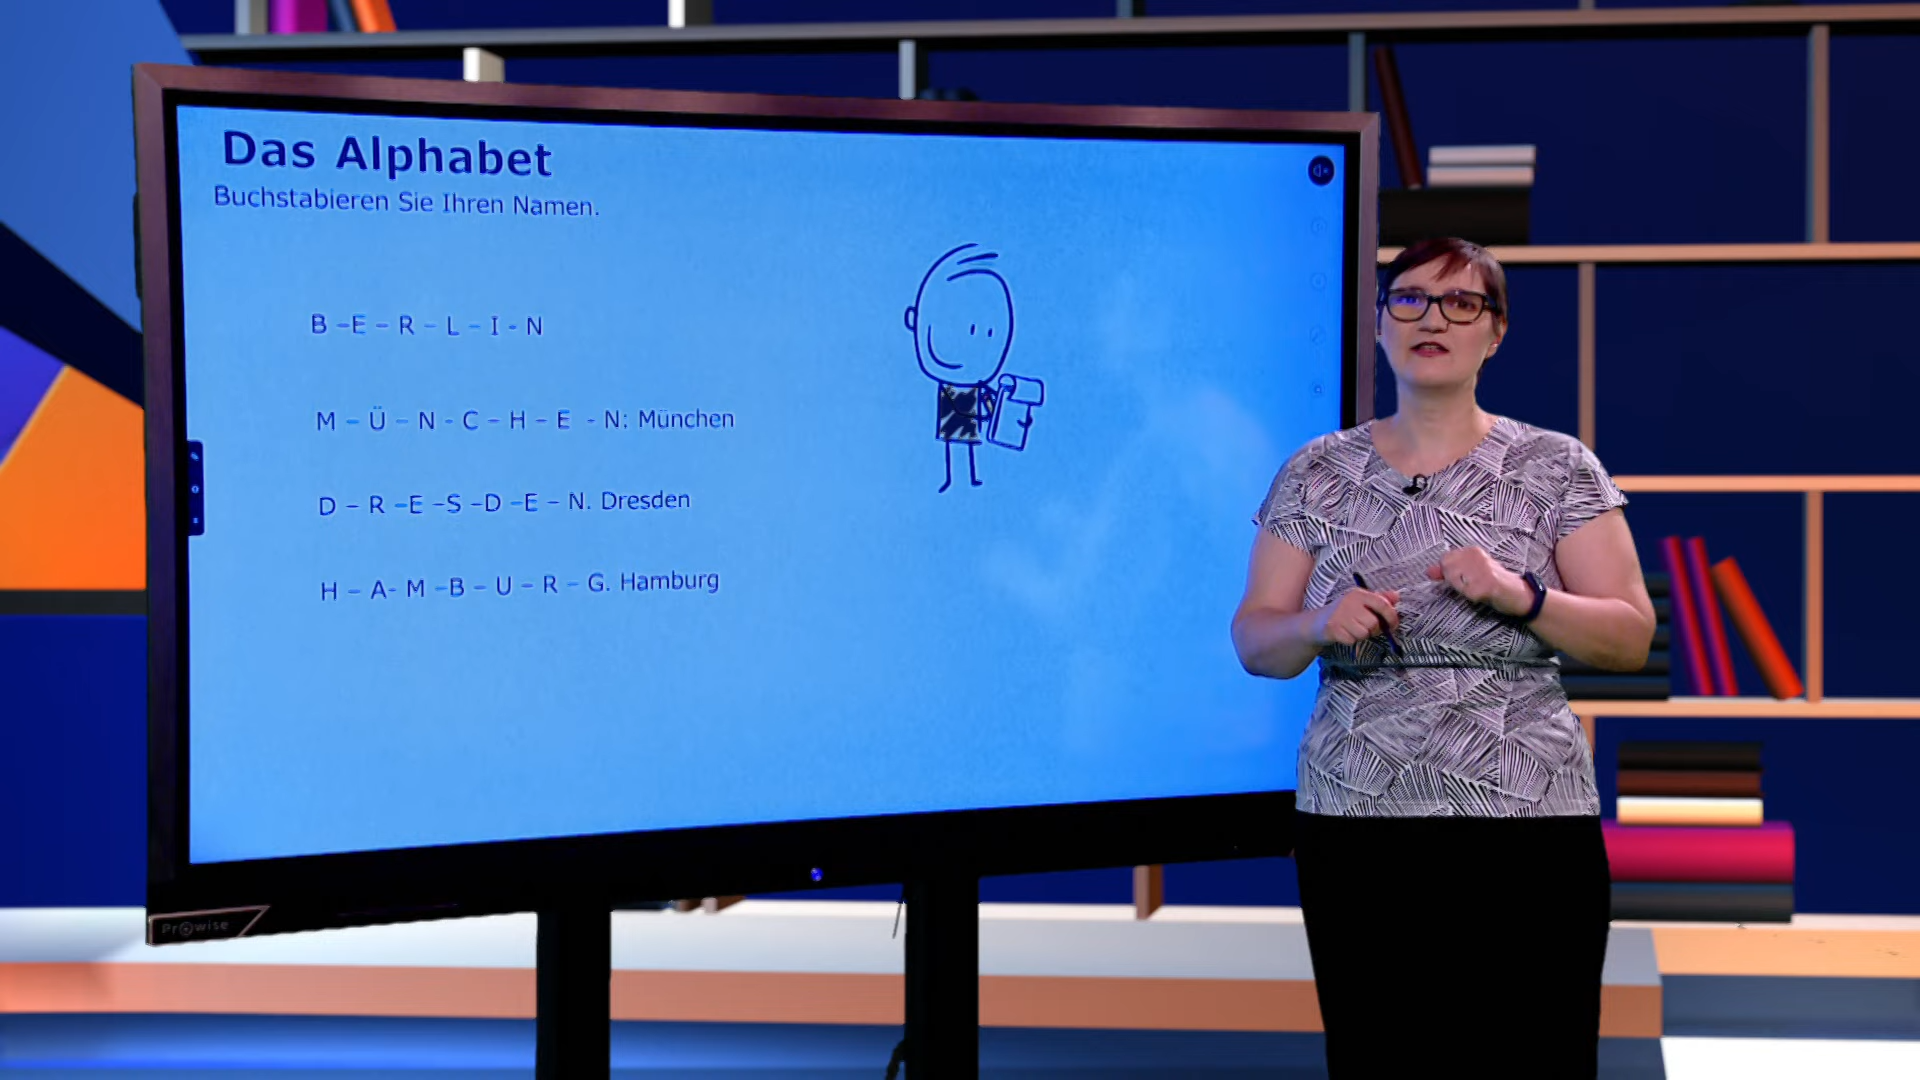 Das Alphabet
Buchstabieren Sie Ihren Namen.
B –E – R – L – I - N
M – Ü – N - C – H – E - N: München
D – R –E –S –D –E – N. Dresden
H – A- M –B – U – R – G. Hamburg
Prowise